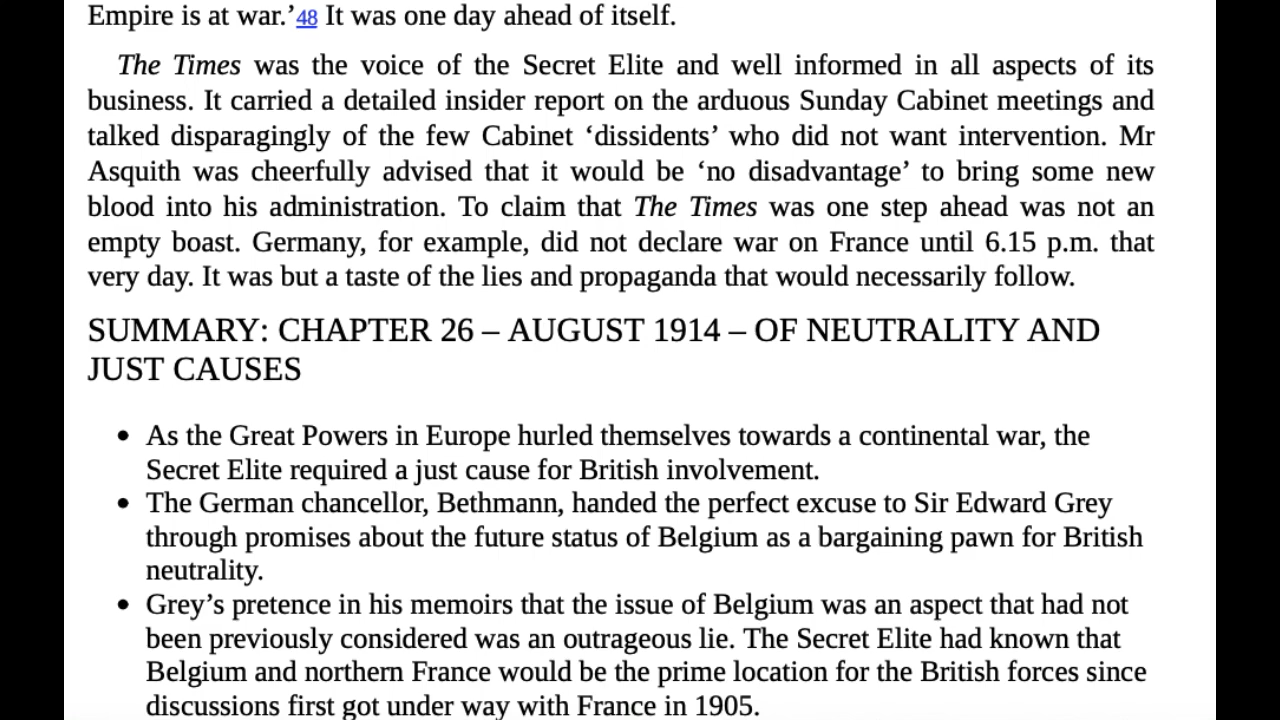 Empire is at war.’48 It was one day ahead of itself.
The Times was the voice of the Secret Elite and well informed in all aspects of its
business. It carried a detailed insider report on the arduous Sunday Cabinet meetings and
talked disparagingly of the few Cabinet ‘dissidents’ who did not want intervention. Mr
Asquith was cheerfully advised that it would be ‘no disadvantage’ to bring some new
blood into his administration. To claim that The Times was one step ahead was not an
empty boast. Germany, for example, did not declare war on France until 6.15 p.m. that
very day. It was but a taste of the lies and propaganda that would necessarily follow.
SUMMARY: CHAPTER 26 – AUGUST 1914 – OF NEUTRALITY AND
JUST CAUSES
• As the Great Powers in Europe hurled themselves towards a continental war, the
Secret Elite required a just cause for British involvement.
• The German chancellor, Bethmann, handed the perfect excuse to Sir Edward Grey
through promises about the future status of Belgium as a bargaining pawn for British
neutrality.
• Grey’s pretence in his memoirs that the issue of Belgium was an aspect that had not
been previously considered was an outrageous lie. The Secret Elite had known that
Belgium and northern France would be the prime location for the British forces since
discussions first got under way with France in 1905.